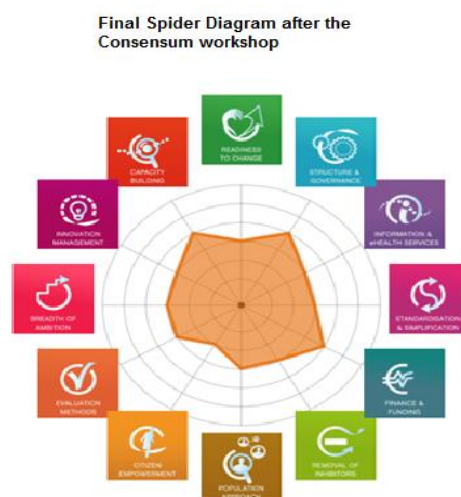 Final Spider Diagram after the
Consensum workshop
READINESS
TO CHANGE
STRUCTURE &
GOVERNANCE
INFORMATION &
eHEALTH SERVICES
STANDARDISATION
& SIMPLIFICATION
FINANCE &
FUNDING
REMOVAL OF
INHIBITORS
POPULATION
APPROACH
CITIZEN
EMPOWERMENT
EVALUATION
METHODS
BREADTH OF
AMBITION
INNOVATION
MANAGEMENT
CAPACITY
BUILDING